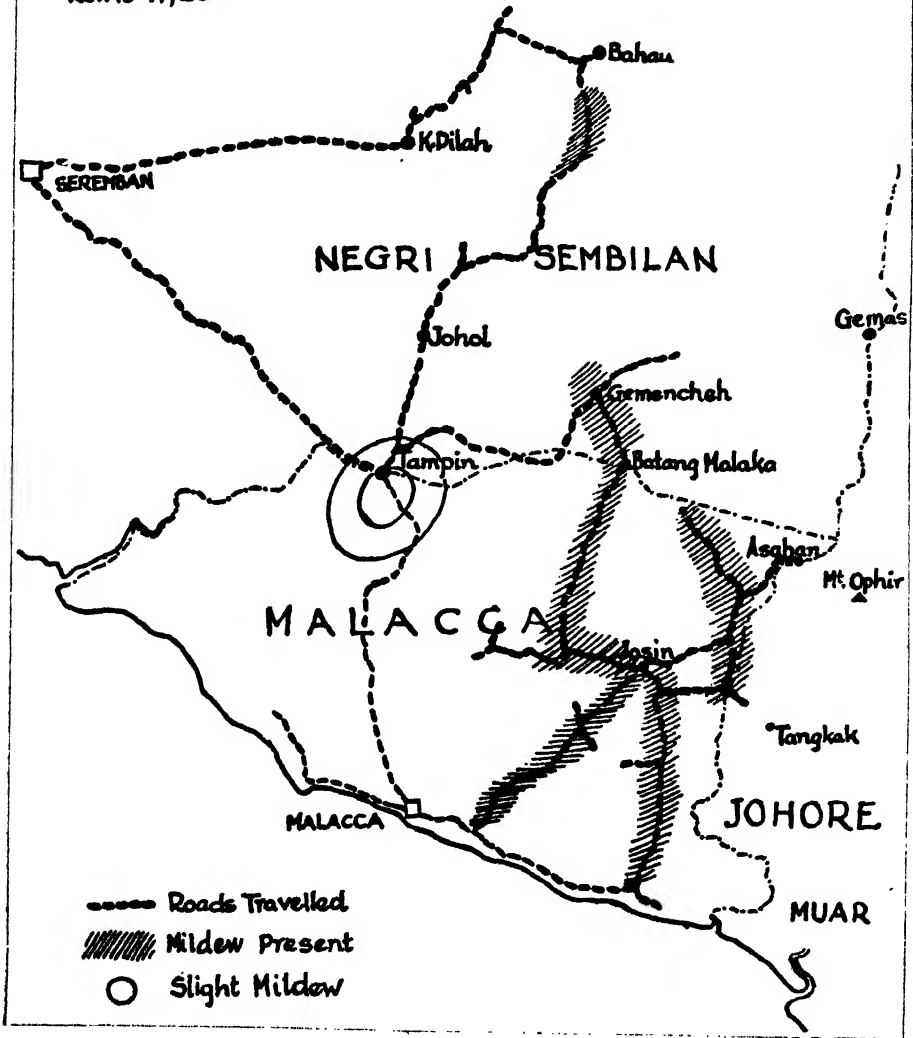 Bahau
K.Pilah
SEREMBAN
NEGRI SEMBILAN
Gemas
Johol
Gemencheh
Tampin
Batang Malaka
Asahan
Mt. Ophir
MALACCA
Jasin
Tangkak
MALACCA
JOHORE
MUAR
Roads Travelled
Mildew Present
Slight Mildew